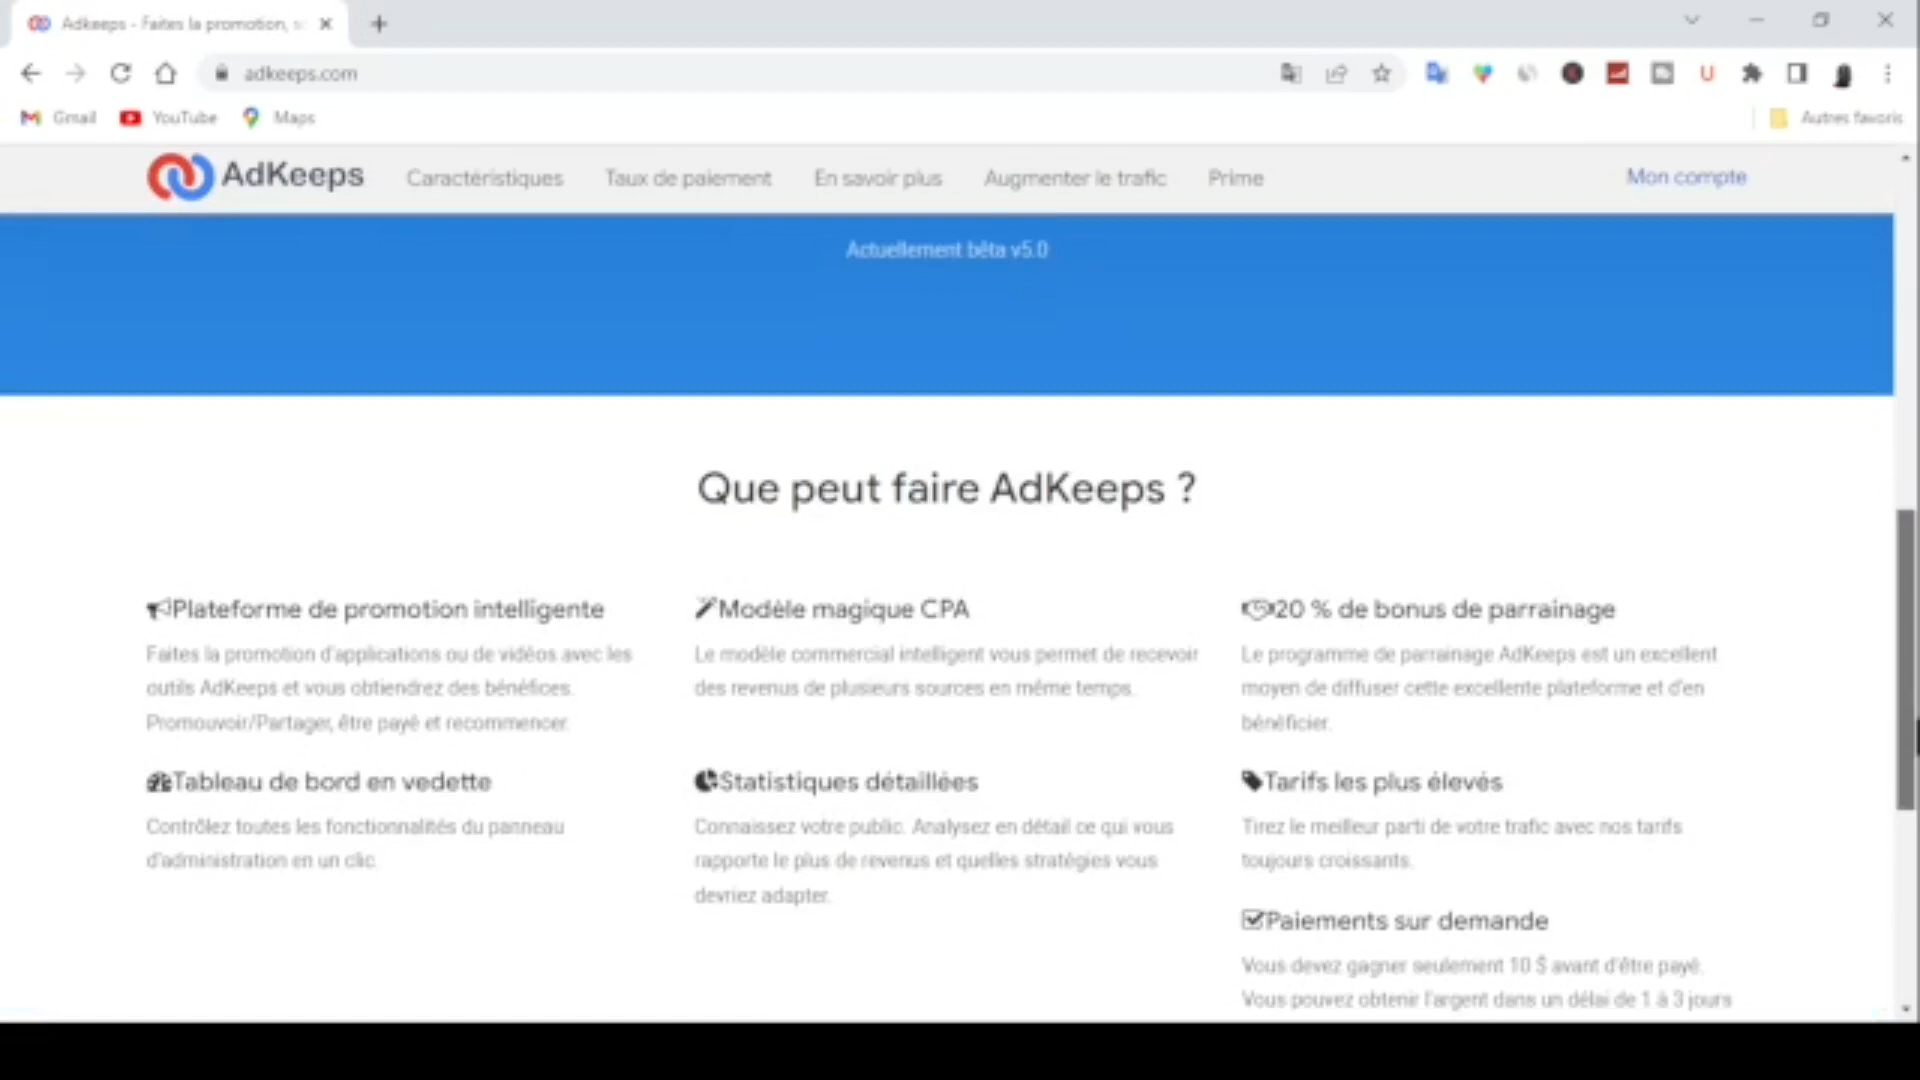 Adkeeps - Faites la promotion, s
adkeeps.com
Gmail YouTube Maps Autres favoris
AdKeeps Caractéristiques Taux de paiement En savoir plus Augmenter le trafic Prime Mon compte
Actuellement bêta v5.0
Que peut faire AdKeeps ?
Plateforme de promotion intelligente
Faites la promotion d'applications ou de vidéos avec les
outils AdKeeps et vous obtiendrez des bénéfices.
Promouvoir/Partager, être payé et recommencer.
Modèle magique CPA
Le modèle commercial intelligent vous permet de recevoir
des revenus de plusieurs sources en même temps.
20 % de bonus de parrainage
Le programme de parrainage AdKeeps est un excellent
moyen de diffuser cette excellente plateforme et d'en
bénéficier.
Tableau de bord en vedette
Contrôlez toutes les fonctionnalités du panneau
d'administration en un clic.
Statistiques détaillées
Connaissez votre public. Analysez en détail ce qui vous
rapporte le plus de revenus et quelles stratégies vous
devriez adapter.
Tarifs les plus élevés
Tirez le meilleur parti de votre trafic avec nos tarifs
toujours croissants.
Paiements sur demande
Vous devez gagner seulement 10 $ avant d'être payé.
Vous pouvez obtenir l'argent dans un délai de 1 à 3 jours